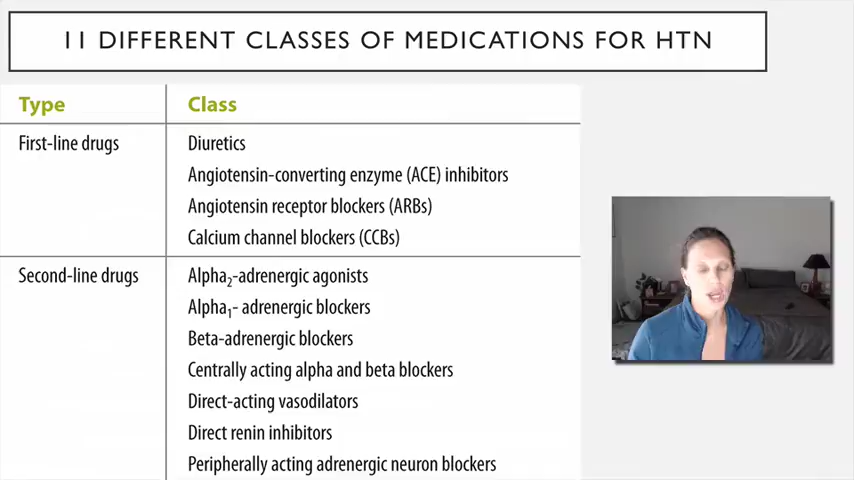 11 DIFFERENT CLASSES OF MEDICATIONS FOR HTN
Type Class
First-line drugs Diuretics
Angiotensin-converting enzyme (ACE) inhibitors
Angiotensin receptor blockers (ARBs)
Calcium channel blockers (CCBs)
Second-line drugs Alpha₂-adrenergic agonists
Alpha₁- adrenergic blockers
Beta-adrenergic blockers
Centrally acting alpha and beta blockers
Direct-acting vasodilators
Direct renin inhibitors
Peripherally acting adrenergic neuron blockers